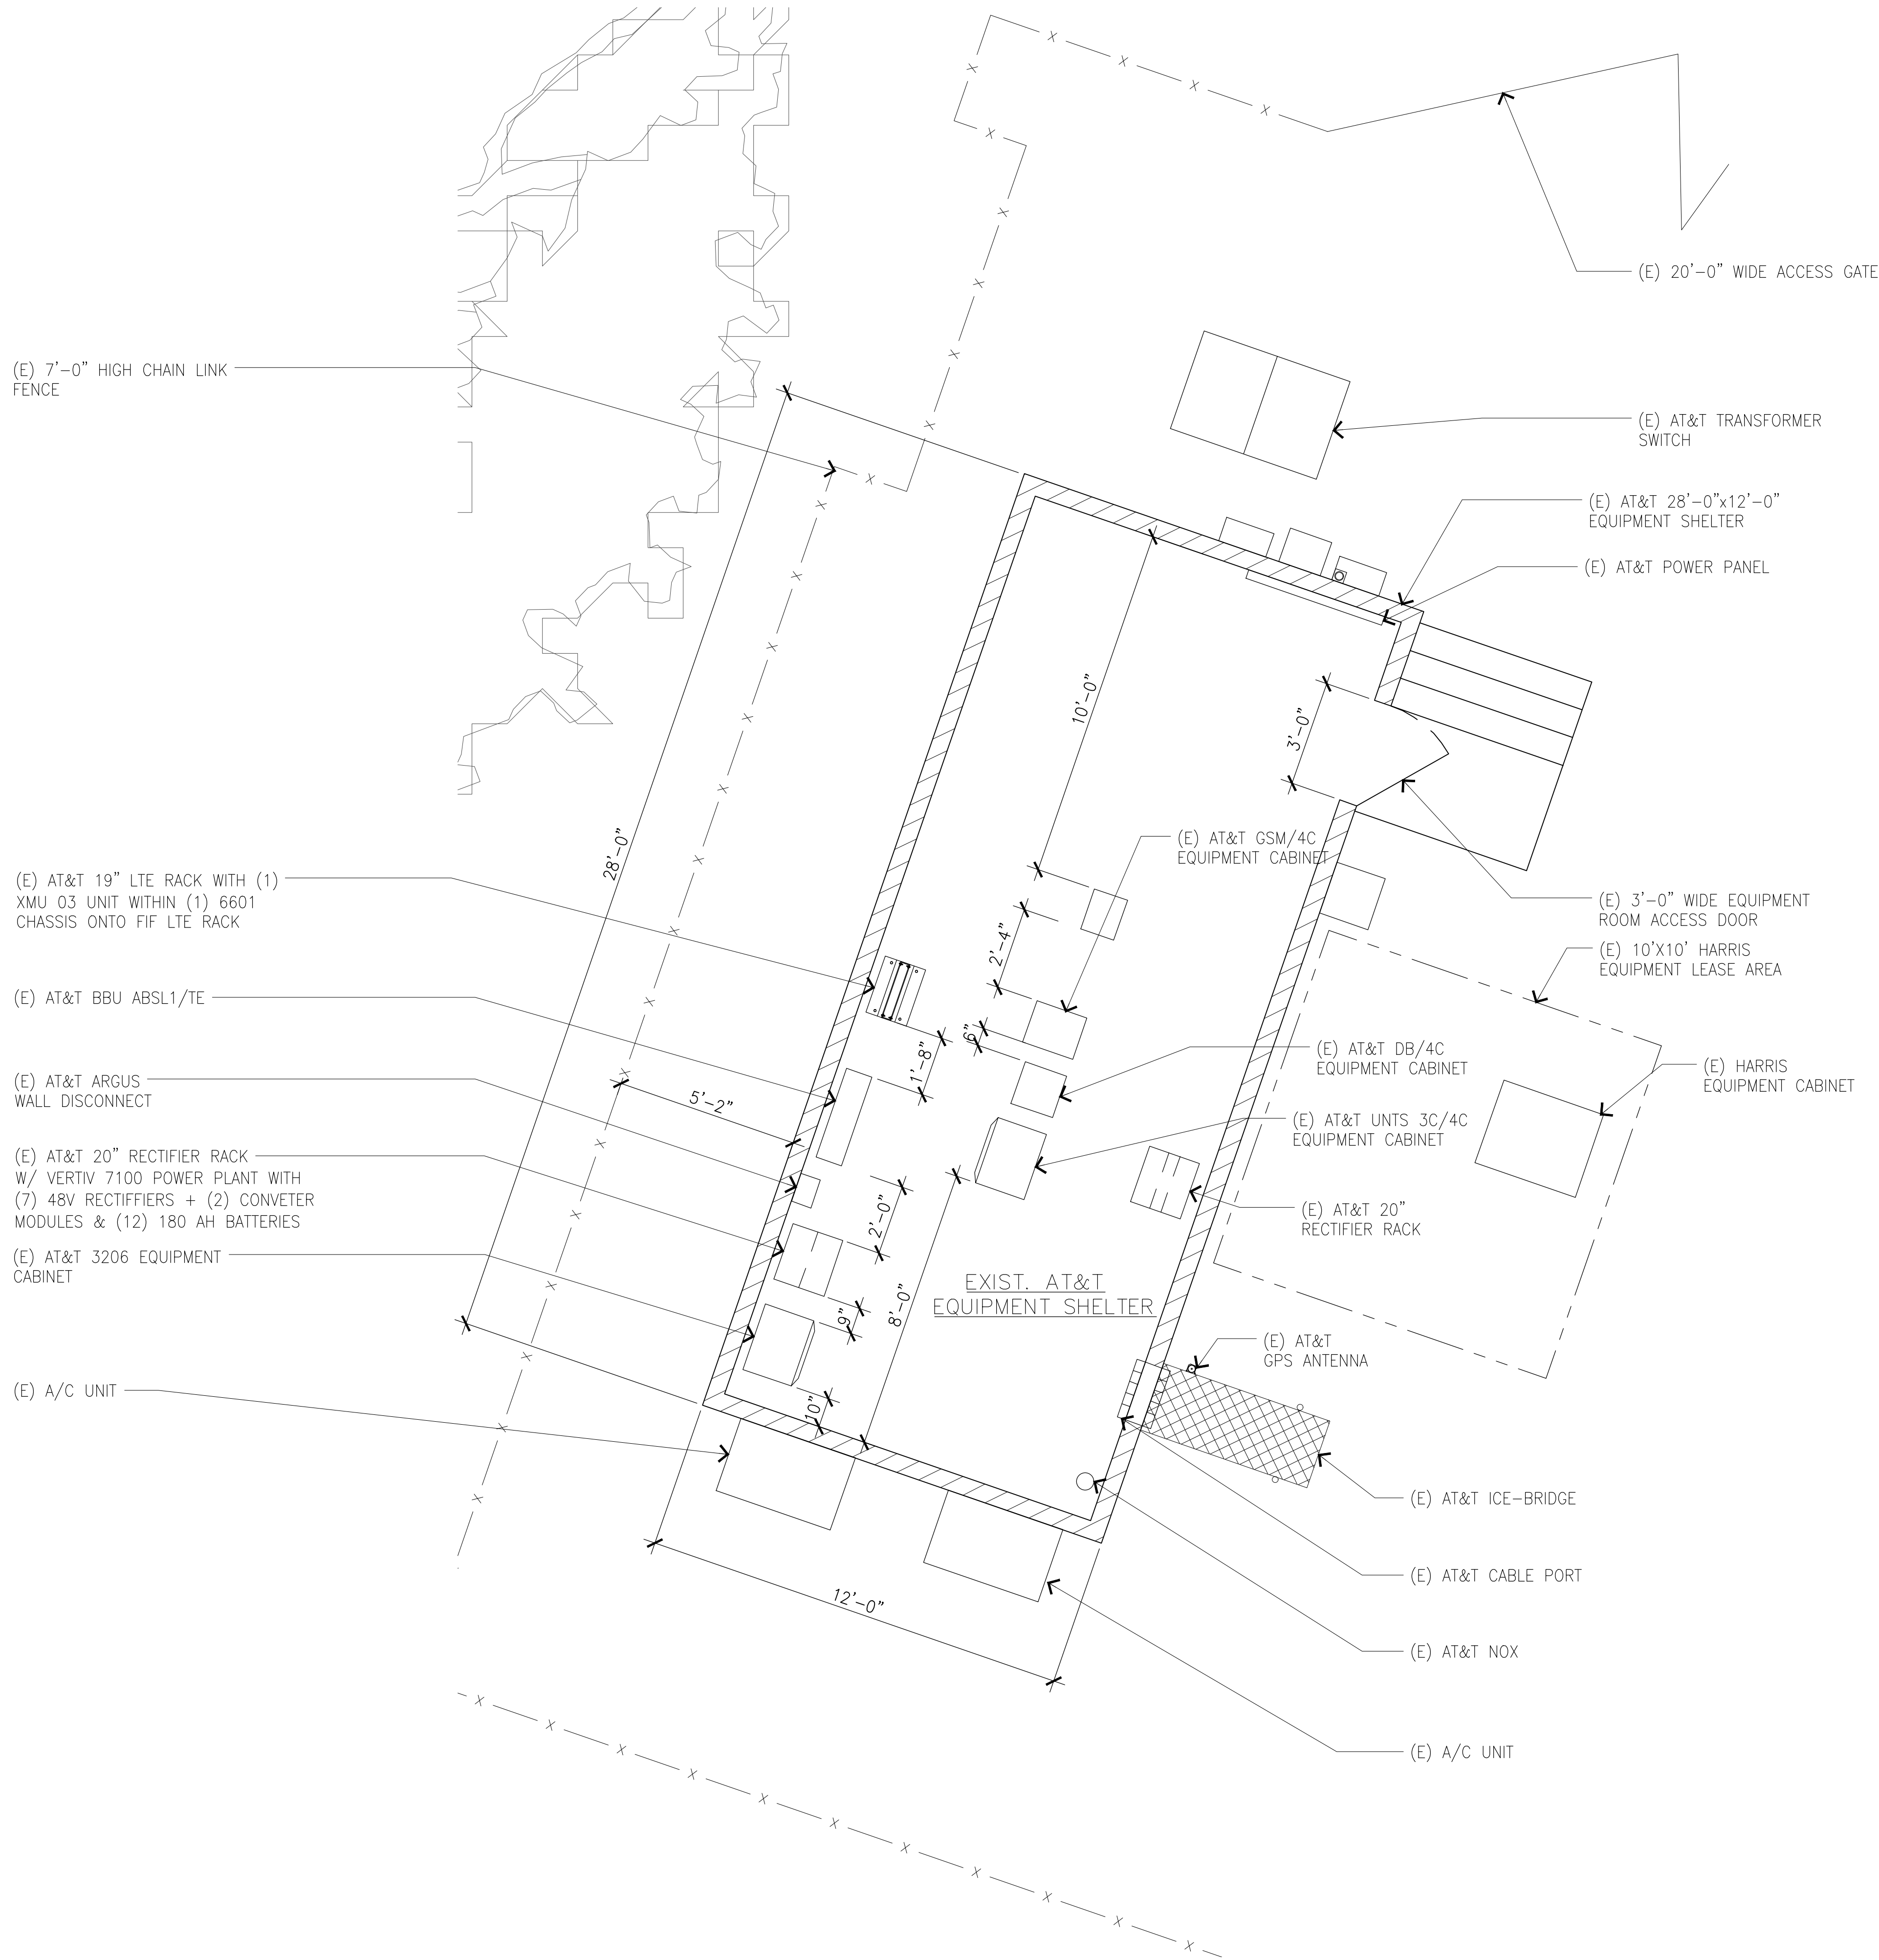 (E) 20'-0" WIDE ACCESS GATE
(E) 7'-0" HIGH CHAIN LINK
FENCE
(E) AT&T TRANSFORMER
SWITCH
(E) AT&T 28'-0"x12'-0"
EQUIPMENT SHELTER
(E) AT&T POWER PANEL
10'-0"
3'-0"
28'-0"
(E) AT&T GSM/4C
EQUIPMENT CABINET
(E) AT&T 19" LTE RACK WITH (1)
XMU 03 UNIT WITHIN (1) 6601
CHASSIS ONTO FIF LTE RACK
(E) 3'-0" WIDE EQUIPMENT
ROOM ACCESS DOOR
2'-4"
(E) 10'X10' HARRIS
EQUIPMENT LEASE AREA
(E) AT&T BBU ABSL1/TE
6"
1'-8"
(E) AT&T DB/4C
EQUIPMENT CABINET
(E) HARRIS
EQUIPMENT CABINET
(E) AT&T ARGUS
WALL DISCONNECT
5'-2"
(E) AT&T UNTS 3C/4C
EQUIPMENT CABINET
(E) AT&T 20" RECTIFIER RACK
W/ VERTIV 7100 POWER PLANT WITH
(7) 48V RECTIFFIERS + (2) CONVETER
MODULES & (12) 180 AH BATTERIES
2'-0"
(E) AT&T 20"
RECTIFIER RACK
(E) AT&T 3206 EQUIPMENT
CABINET
8'-0"
9"
EXIST. AT&T
EQUIPMENT SHELTER
(E) AT&T
GPS ANTENNA
(E) A/C UNIT
10"
(E) AT&T ICE-BRIDGE
(E) AT&T CABLE PORT
12'-0"
(E) AT&T NOX
(E) A/C UNIT